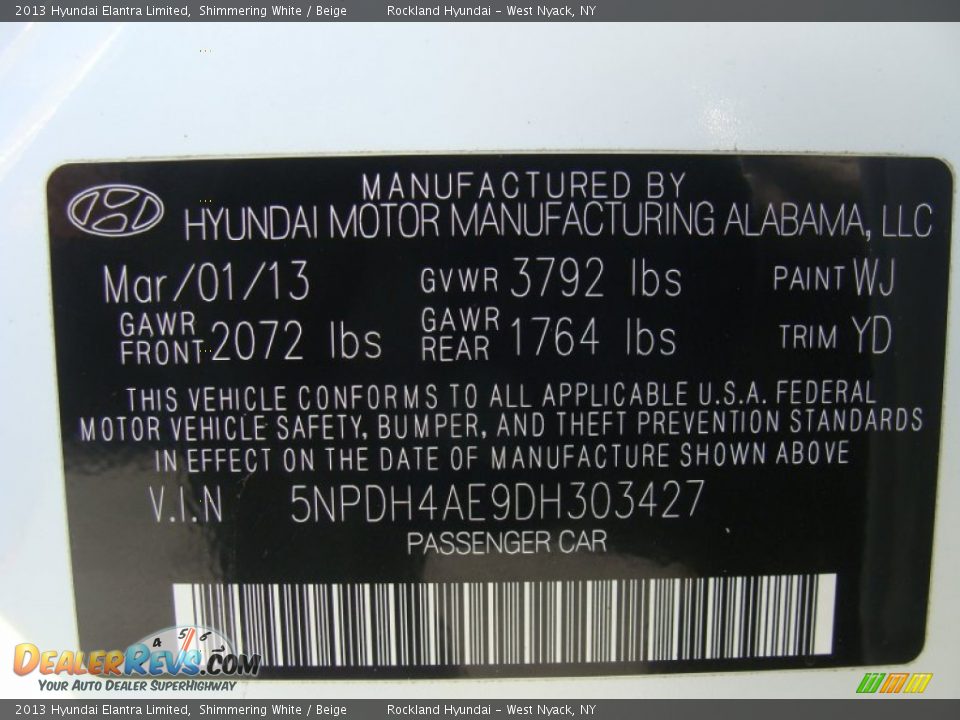 2013 Hyundai Elantra Limited, Shimmering White / Beige Rockland Hyundai - West Nyack, NY
MANUFACTURED BY
HYUNDAI MOTOR MANUFACTURING ALABAMA, LLC
Mar/01/13 GVWR 3792 lbs PAINT WJ
GAWR FRONT 2072 lbs GAWR REAR 1764 lbs TRIM YD
THIS VEHICLE CONFORMS TO ALL APPLICABLE U.S.A. FEDERAL
MOTOR VEHICLE SAFETY, BUMPER, AND THEFT PREVENTION STANDARDS
IN EFFECT ON THE DATE OF MANUFACTURE SHOWN ABOVE
V.I.N 5NPDH4AE9DH303427
PASSENGER CAR
4 5 6 7
DEALERREVS.COM
YOUR AUTO DEALER SUPERHIGHWAY
2013 Hyundai Elantra Limited, Shimmering White / Beige Rockland Hyundai - West Nyack, NY